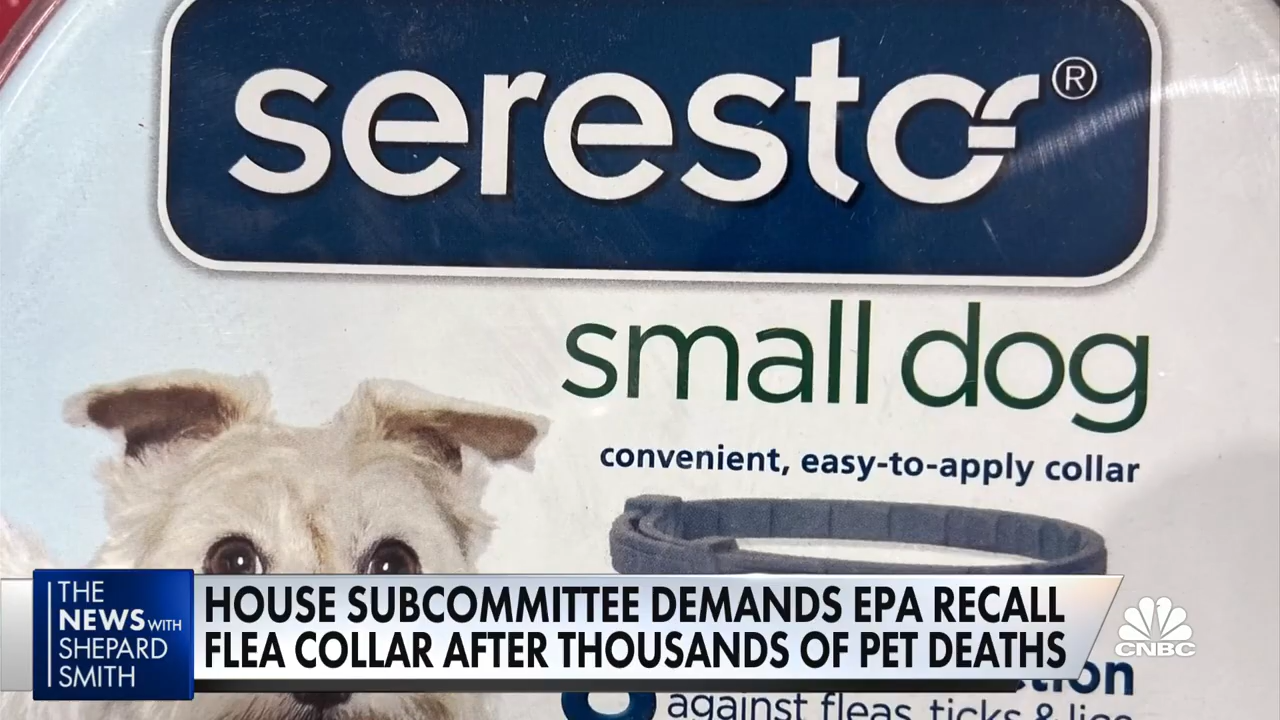 seresto®
small dog
convenient, easy-to-apply collar
THE
NEWS WITH
SHEPARD
SMITH
HOUSE SUBCOMMITTEE DEMANDS EPA RECALL
FLEA COLLAR AFTER THOUSANDS OF PET DEATHS
CNBC
against fleas, ticks & lice